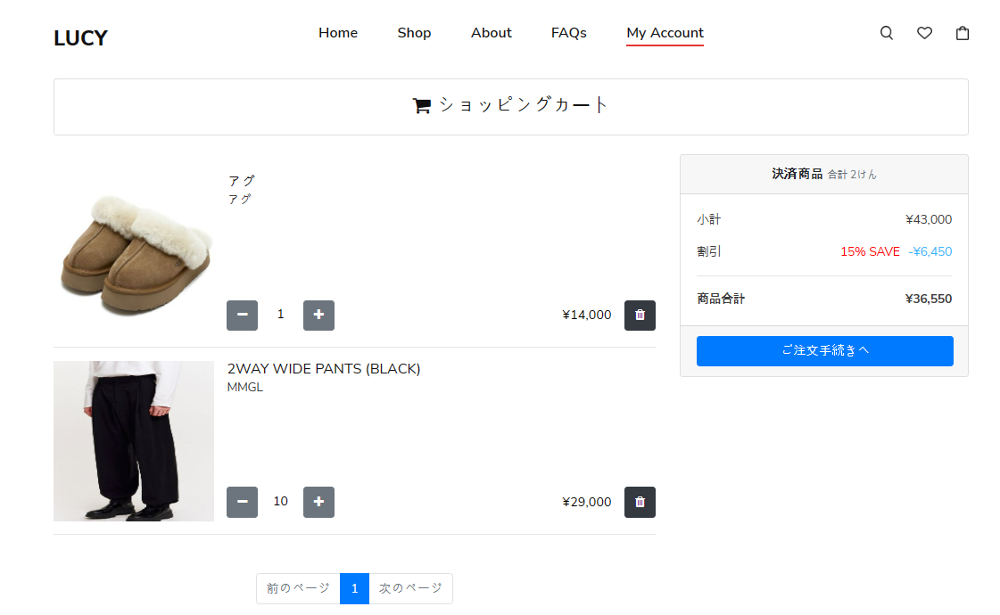 LUCY
Home Shop About FAQs My Account
ショッピングカート
アグ
アグ
1
¥14,000
2WAY WIDE PANTS (BLACK)
MMGL
10
¥29,000
前のページ 1 次のページ
決済商品 合計 2けん
小計 ¥43,000
割引 15% SAVE -¥6,450
商品合計 ¥36,550
ご注文手続きへ